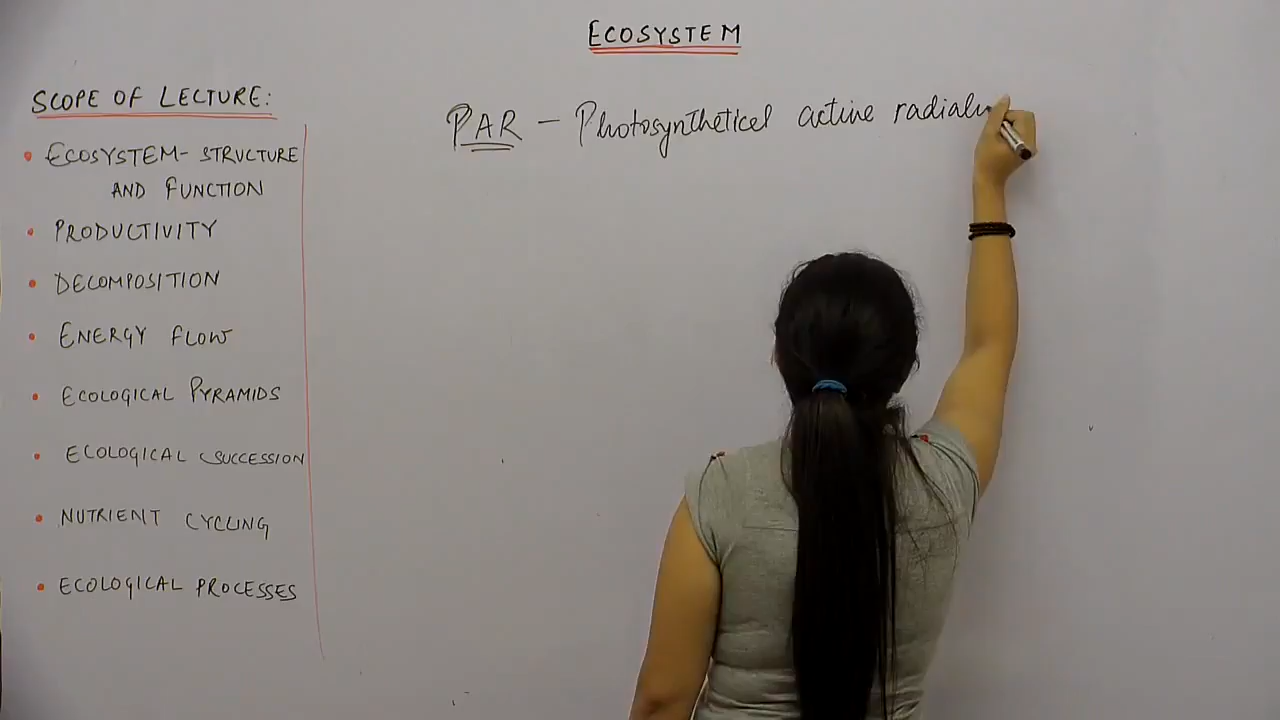 ECOSYSTEM
SCOPE OF LECTURE:
• ECOSYSTEM- STRUCTURE
AND FUNCTION
• PRODUCTIVITY
• DECOMPOSITION
• ENERGY FLOW
• ECOLOGICAL PYRAMIDS
• ECOLOGICAL SUCCESSION
• NUTRIENT CYCLING
• ECOLOGICAL PROCESSES
PAR - Photosynthetical active